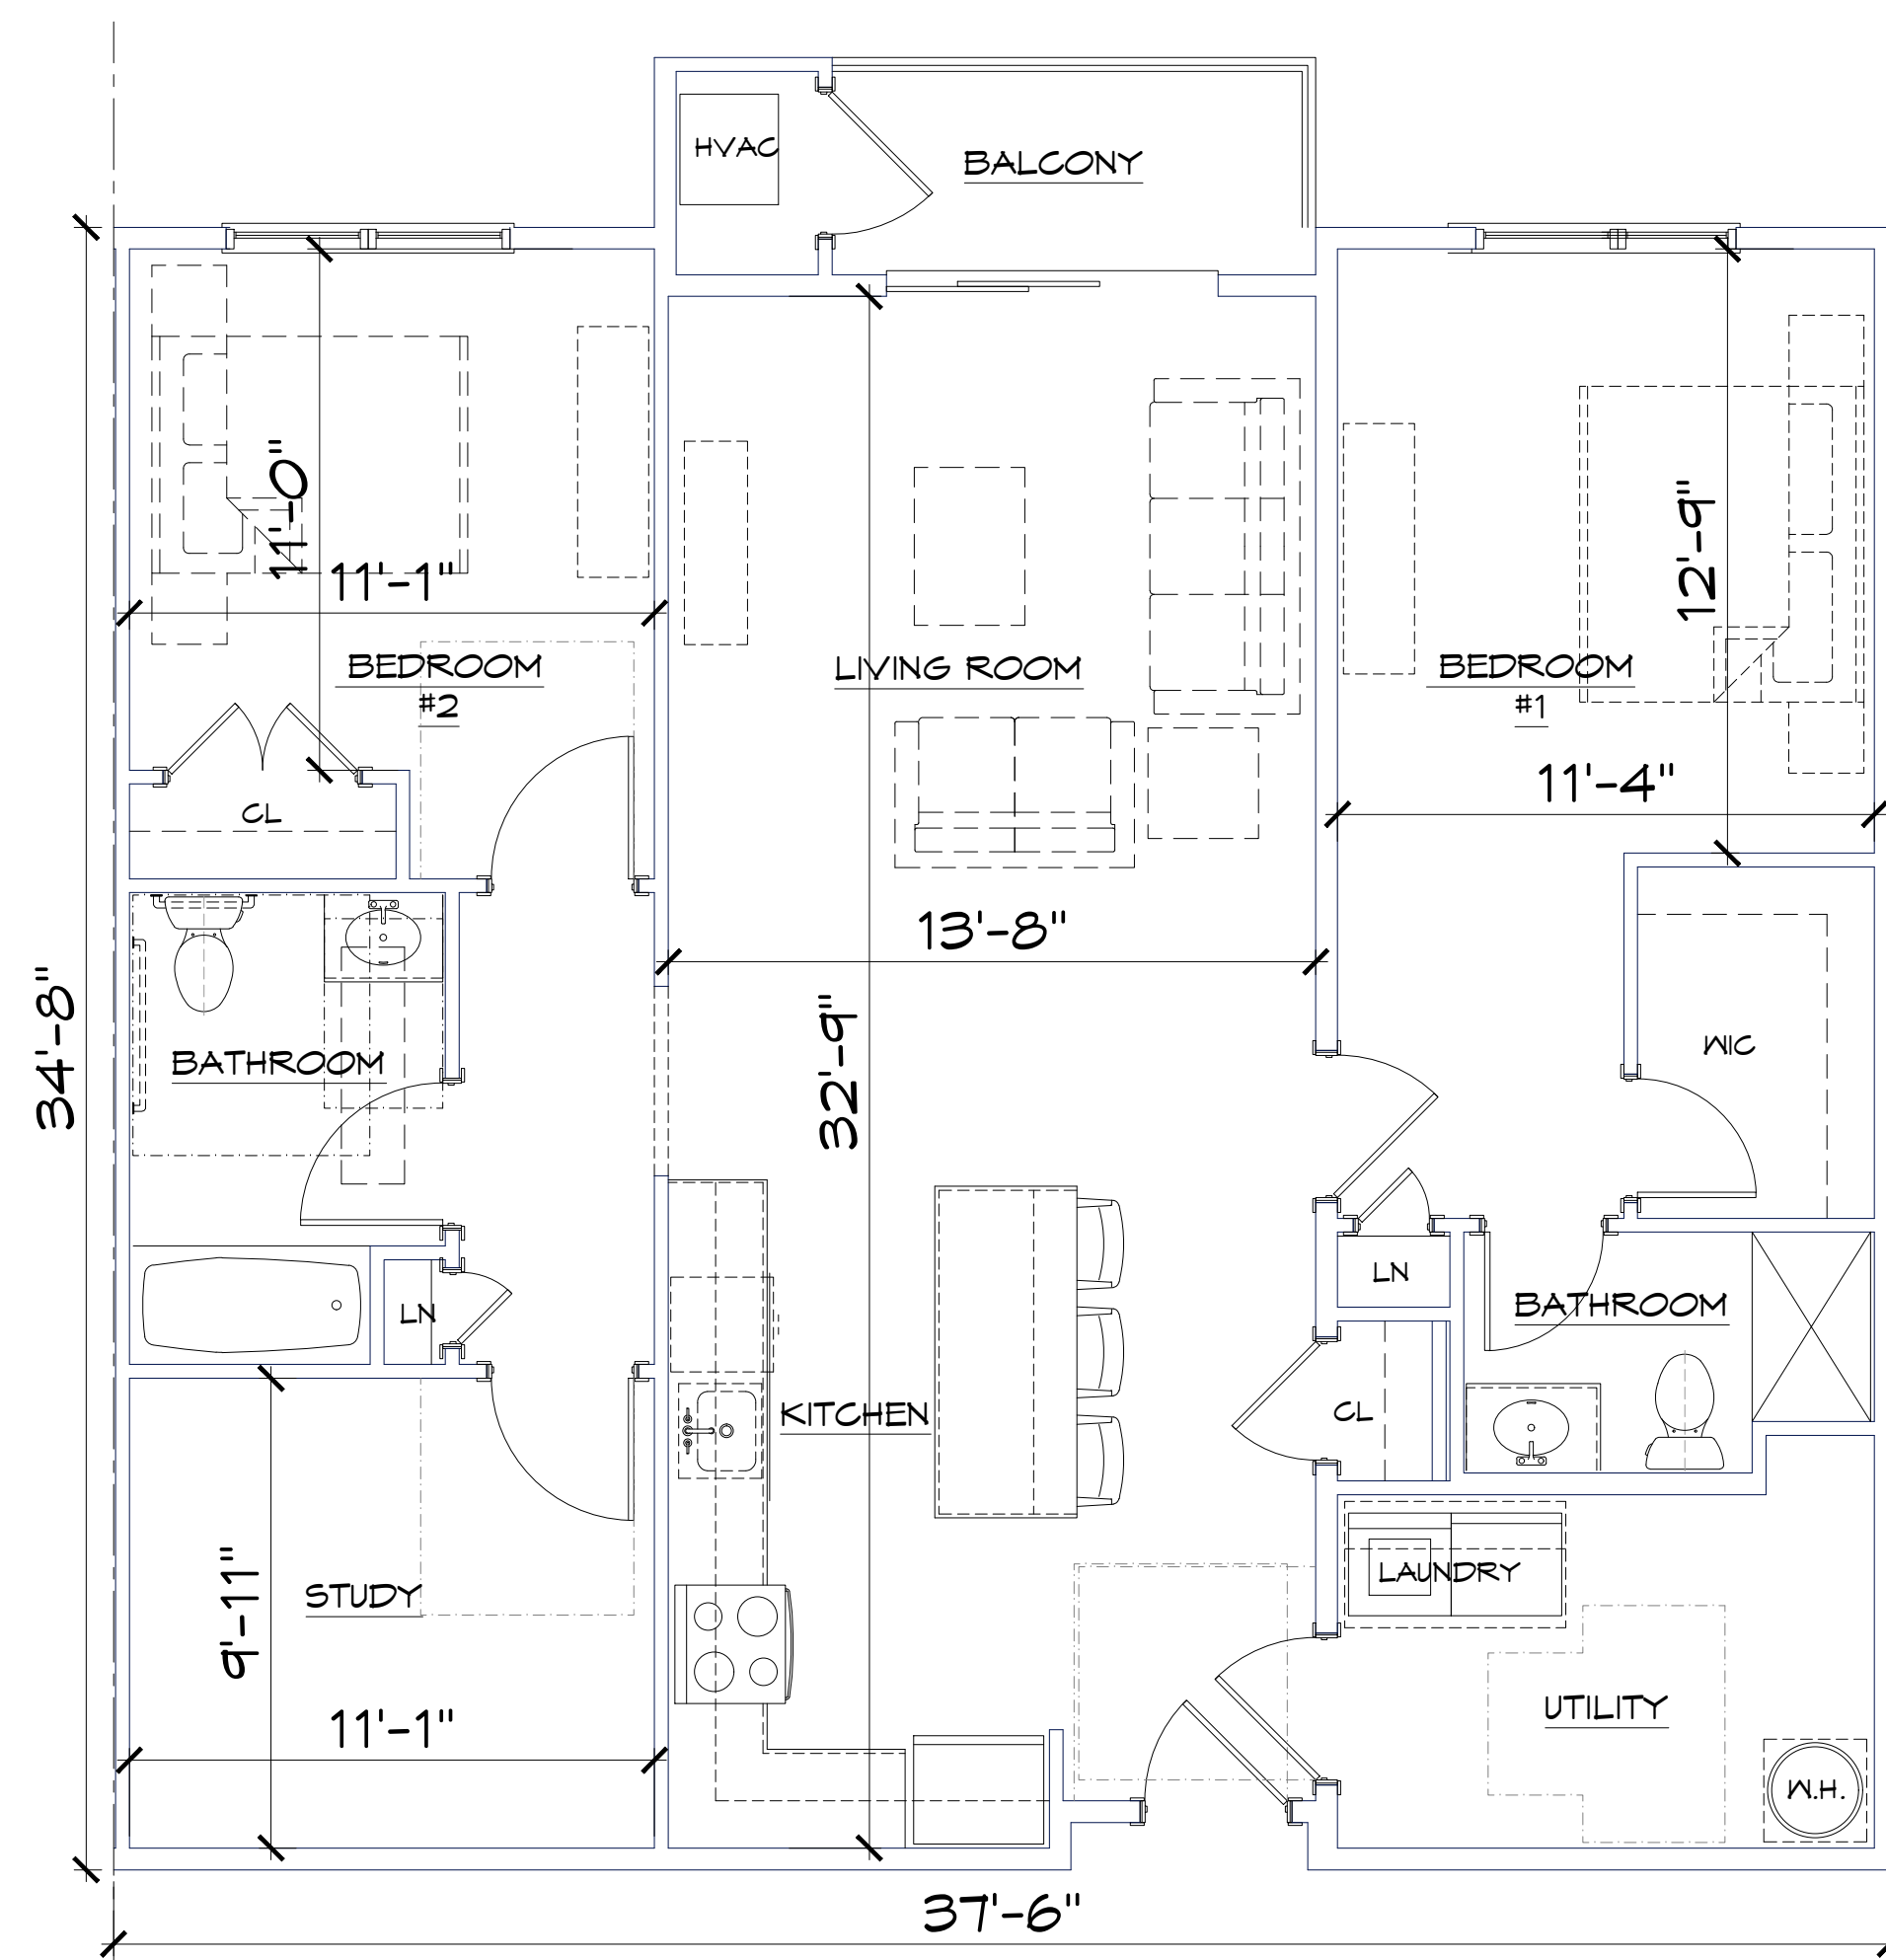 HVAC
BALCONY
11'-0"
11'-1"
12'-9"
BEDROOM
#2
LIVING ROOM
BEDROOM
#1
11'-4"
CL
13'-8"
34'-8"
32'-9"
BATHROOM
WIC
LN
LN
BATHROOM
CL
KITCHEN
LAUNDRY
STUDY
9'-11"
UTILITY
11'-1"
W.H.
37'-6"